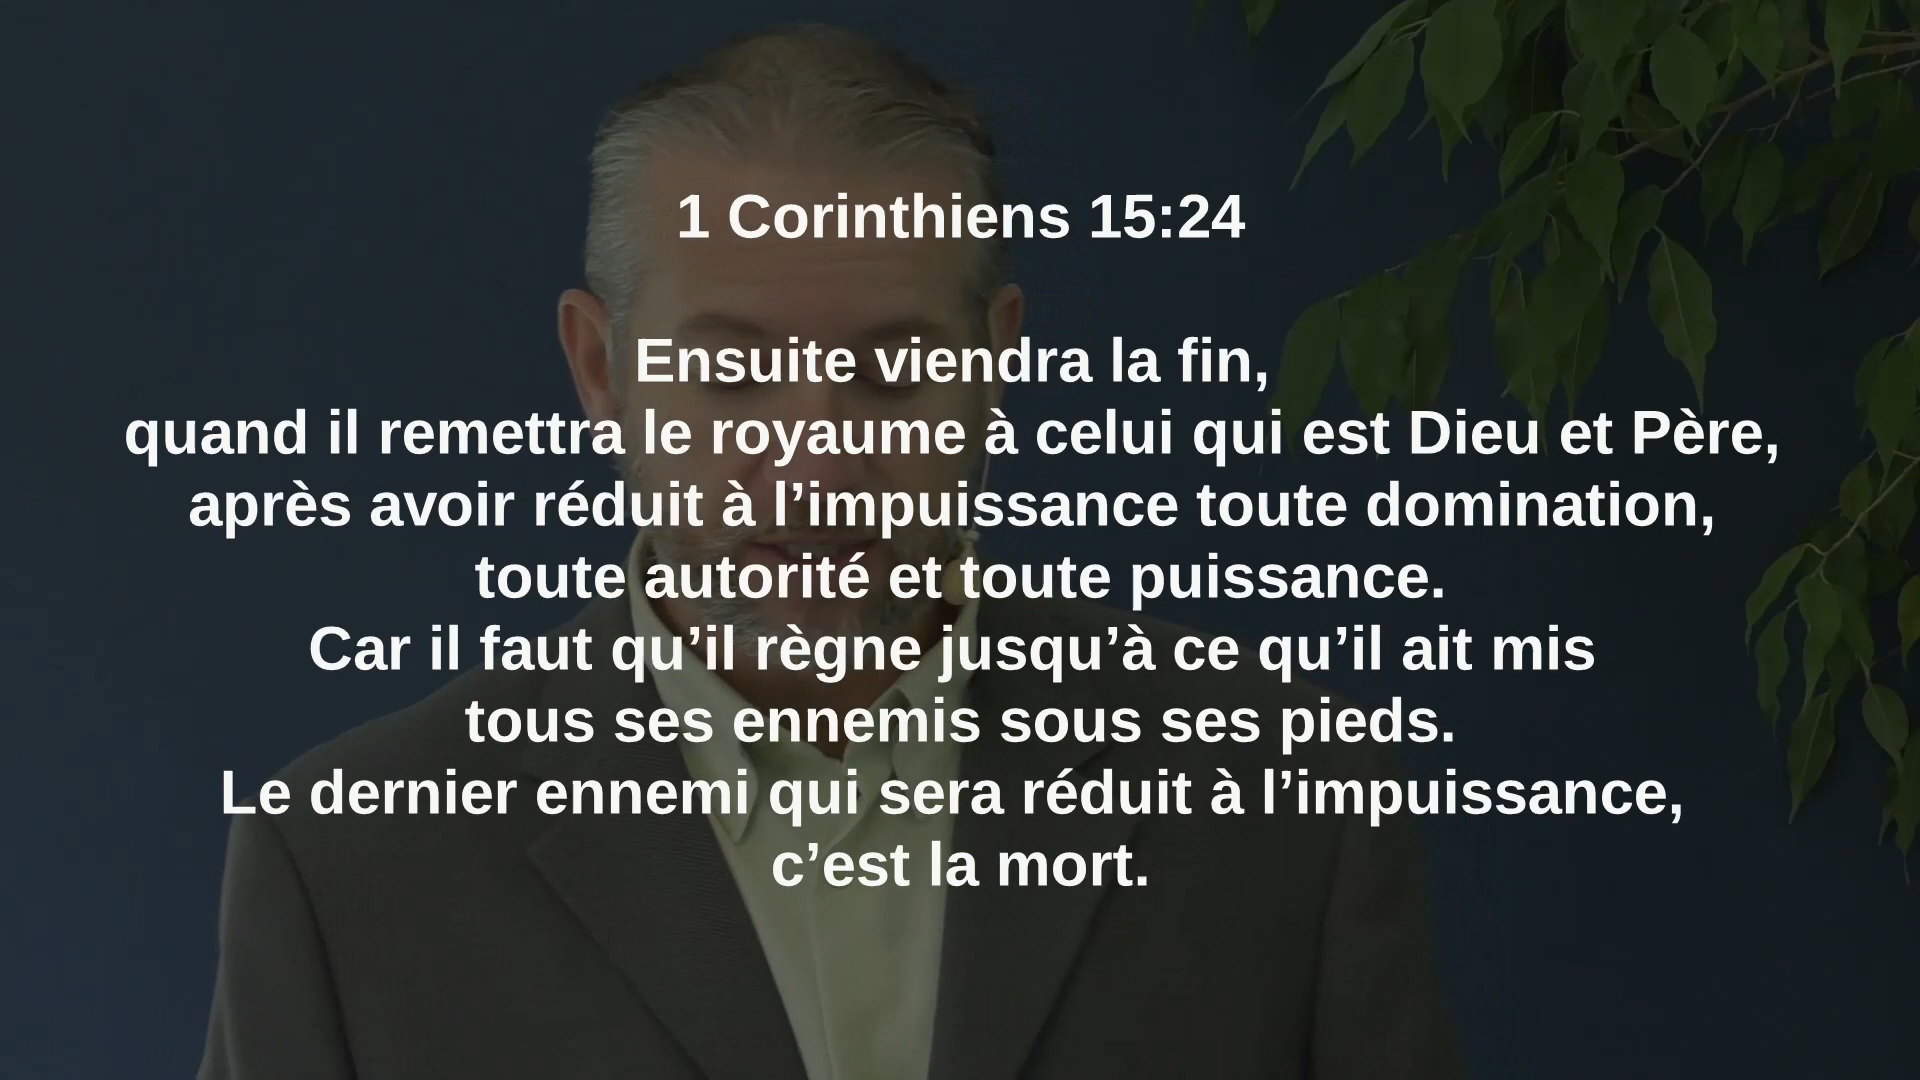 1 Corinthiens 15:24
Ensuite viendra la fin,
quand il remettra le royaume à celui qui est Dieu et Père,
après avoir réduit à l’impuissance toute domination,
toute autorité et toute puissance.
Car il faut qu’il règne jusqu’à ce qu’il ait mis
tous ses ennemis sous ses pieds.
Le dernier ennemi qui sera réduit à l’impuissance,
c’est la mort.